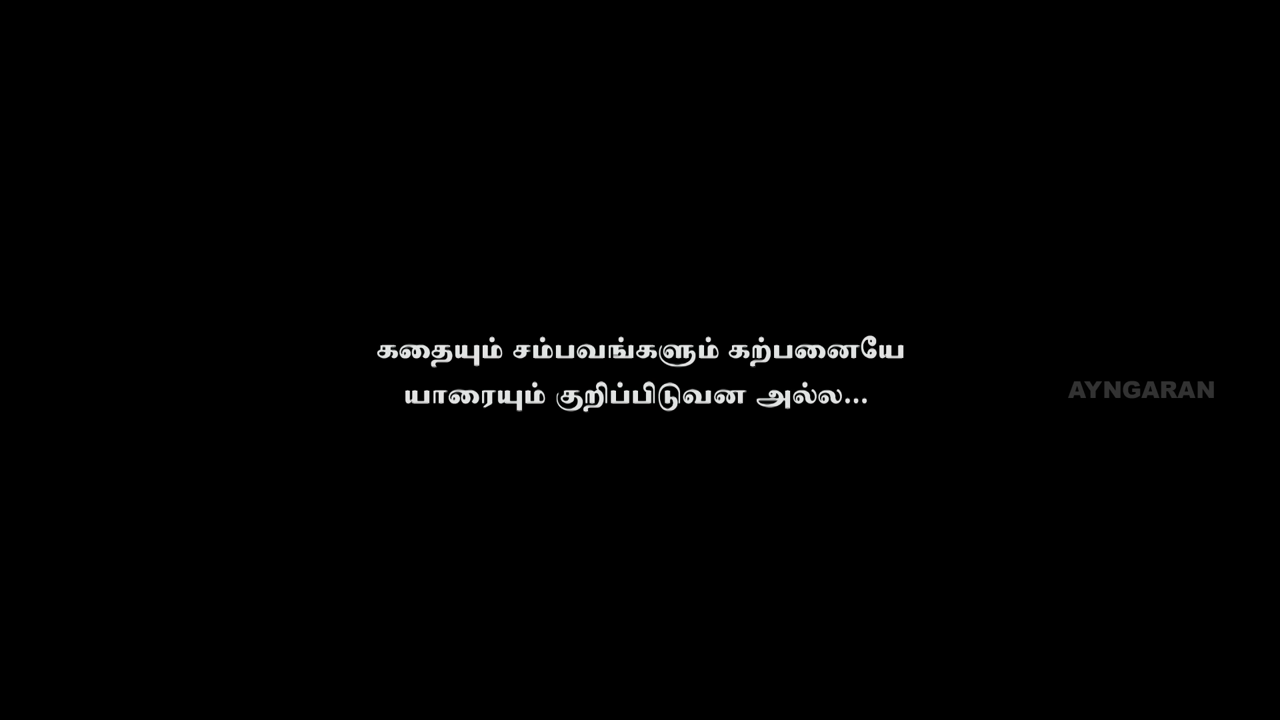 கதையும் சம்பவங்களும் கற்பனையே
யாரையும் குறிப்பிடுவன அல்ல...
AYNGARAN